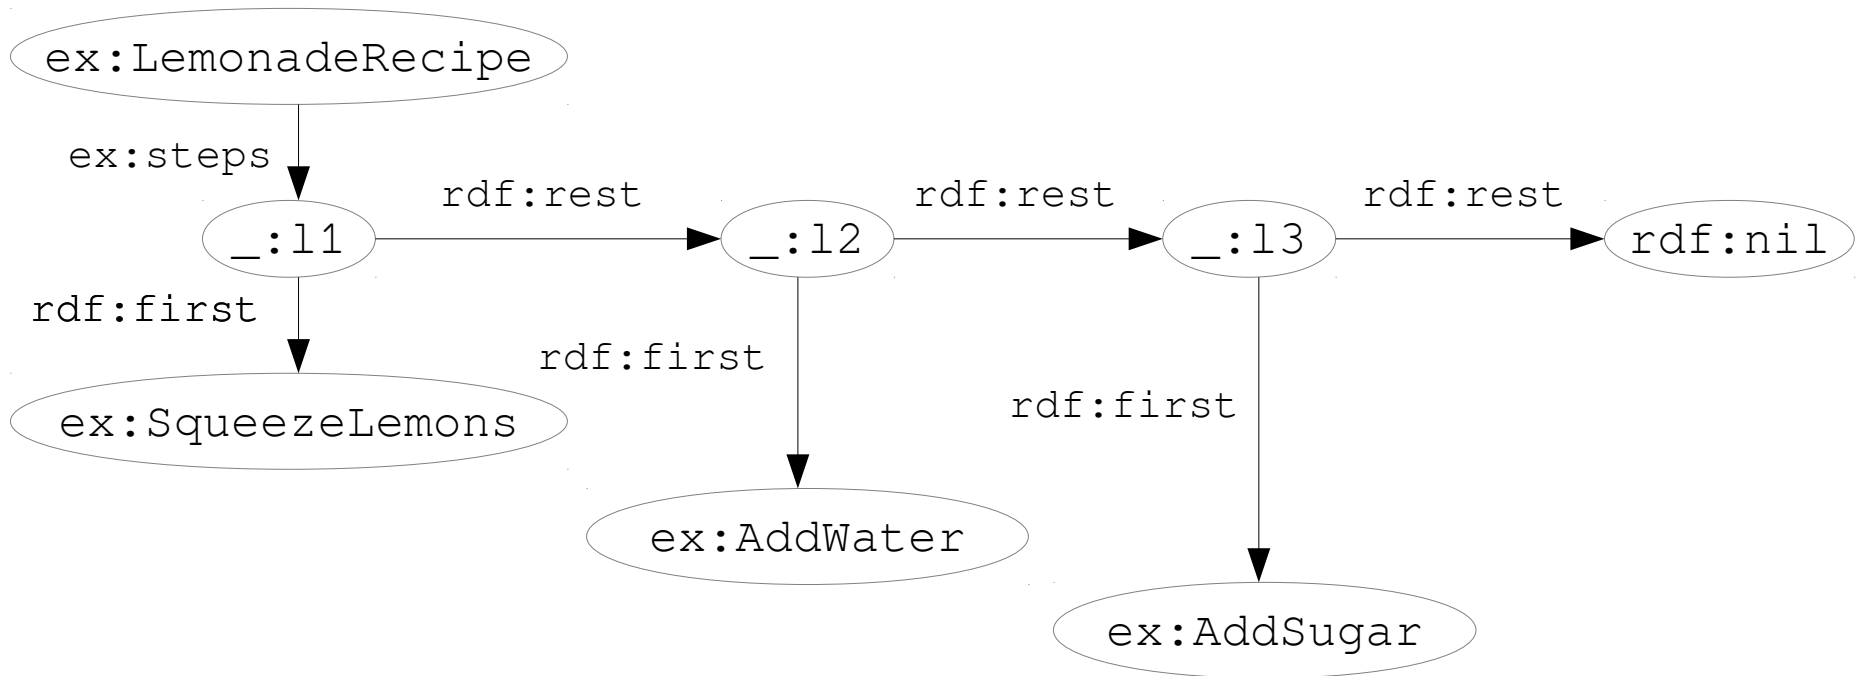 ex:LemonadeRecipe
ex:steps
rdf:rest
rdf:rest
rdf:rest
_:l1
_:l2
_:l3
rdf:nil
rdf:first
rdf:first
rdf:first
ex:SqueezeLemons
ex:AddWater
ex:AddSugar